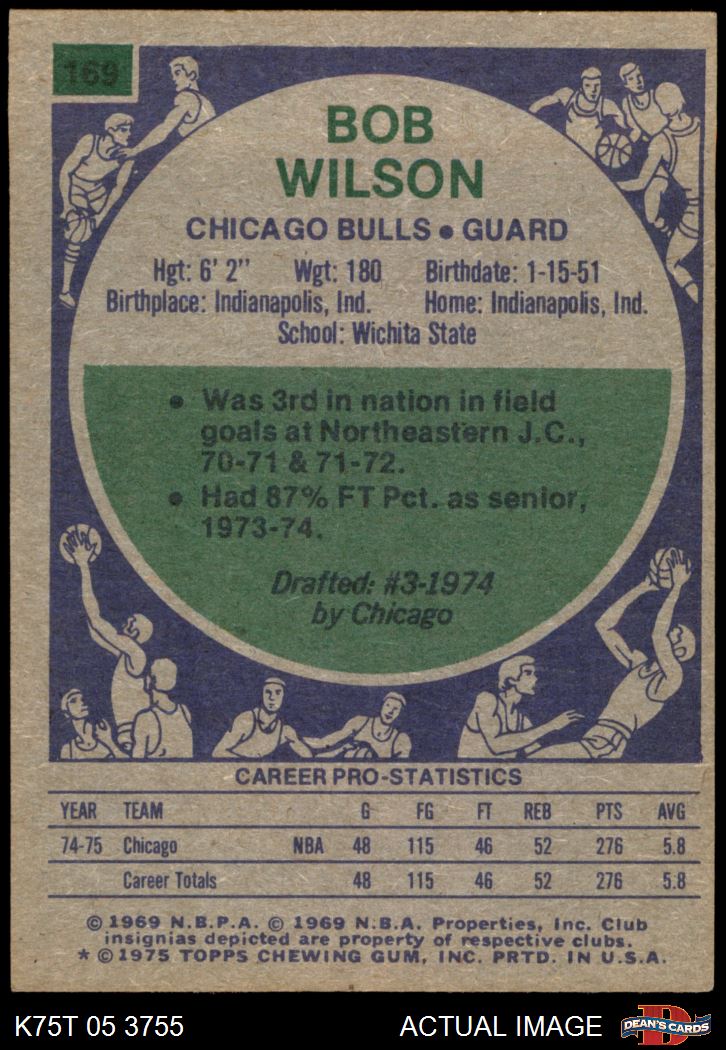 169
BOB
WILSON
CHICAGO BULLS • GUARD
Hgt: 6' 2" Wgt: 180 Birthdate: 1-15-51
Birthplace: Indianapolis, Ind. Home: Indianapolis, Ind.
School: Wichita State
• Was 3rd in nation in field
goals at Northeastern J.C.,
70-71 & 71-72.
• Had 87% FT Pct. as senior,
1973-74.
Drafted: #3-1974
by Chicago
CAREER PRO-STATISTICS
YEAR TEAM G FG FT REB PTS AVG
74-75 Chicago NBA 48 115 46 52 276 5.8
Career Totals 48 115 46 52 276 5.8
© 1969 N.B.P.A. © 1969 N.B.A. Properties, Inc. Club
insignias depicted are property of respective clubs.
* © 1975 TOPPS CHEWING GUM, INC. PRTD. IN U.S.A.
K75T 05 3755 ACTUAL IMAGE D DEAN'S CARDS